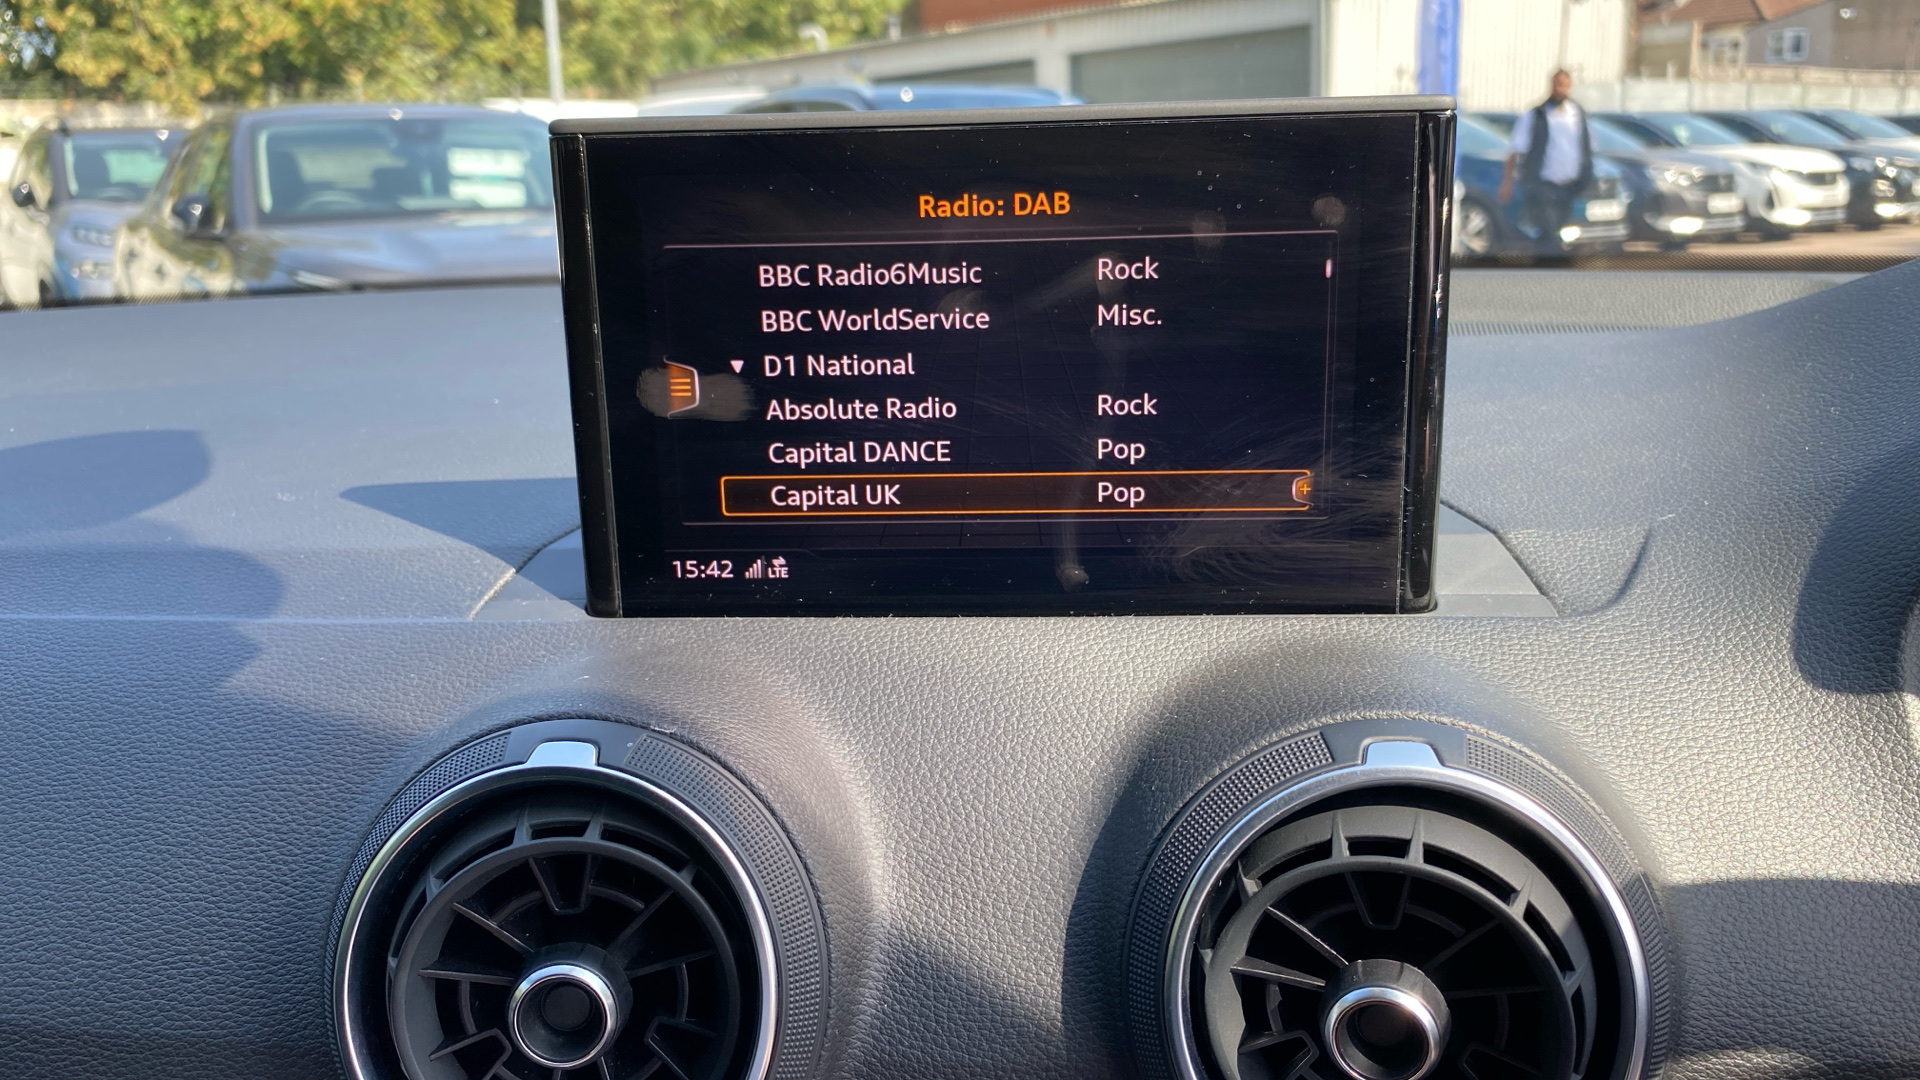 Radio: DAB
BBC Radio6Music Rock
BBC WorldService Misc.
▼ D1 National
Absolute Radio Rock
Capital DANCE Pop
Capital UK Pop +
15:42 LTE